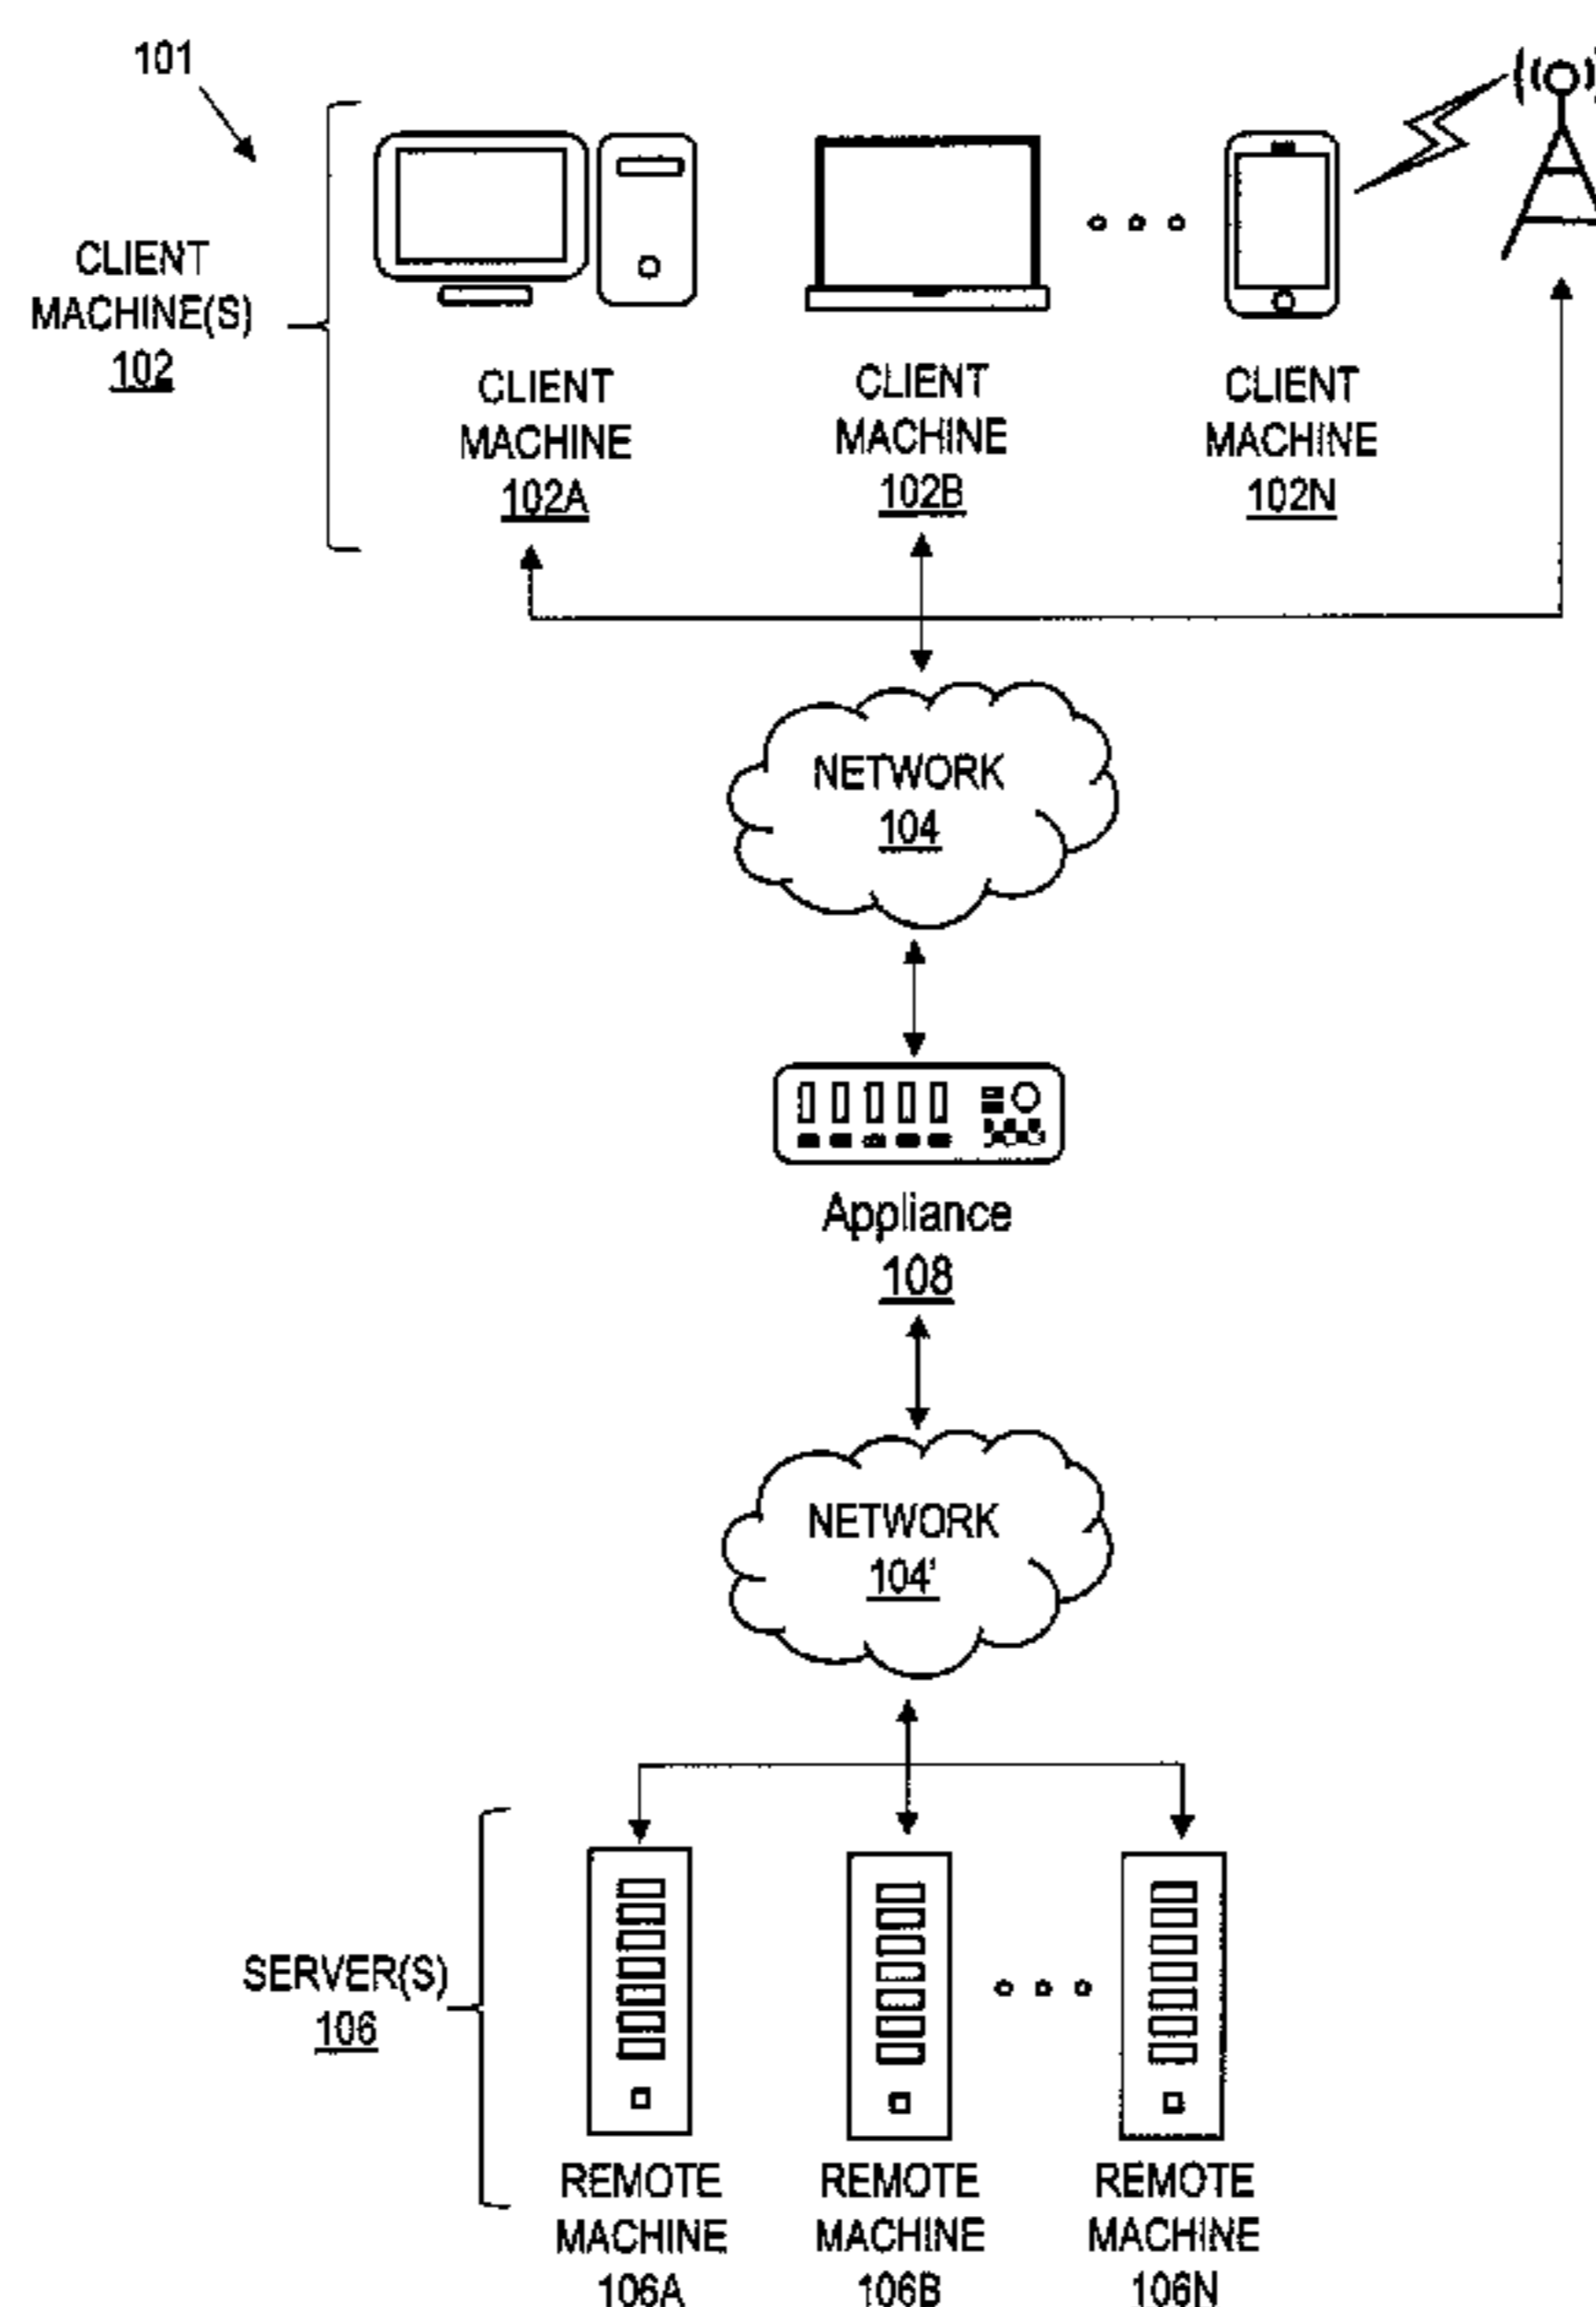 101
CLIENT
MACHINE(S)
102
CLIENT
MACHINE
102A
CLIENT
MACHINE
102B
CLIENT
MACHINE
102N
NETWORK
104
Appliance
108
NETWORK
104'
SERVER(S)
106
REMOTE
MACHINE
106A
REMOTE
MACHINE
106B
REMOTE
MACHINE
106N